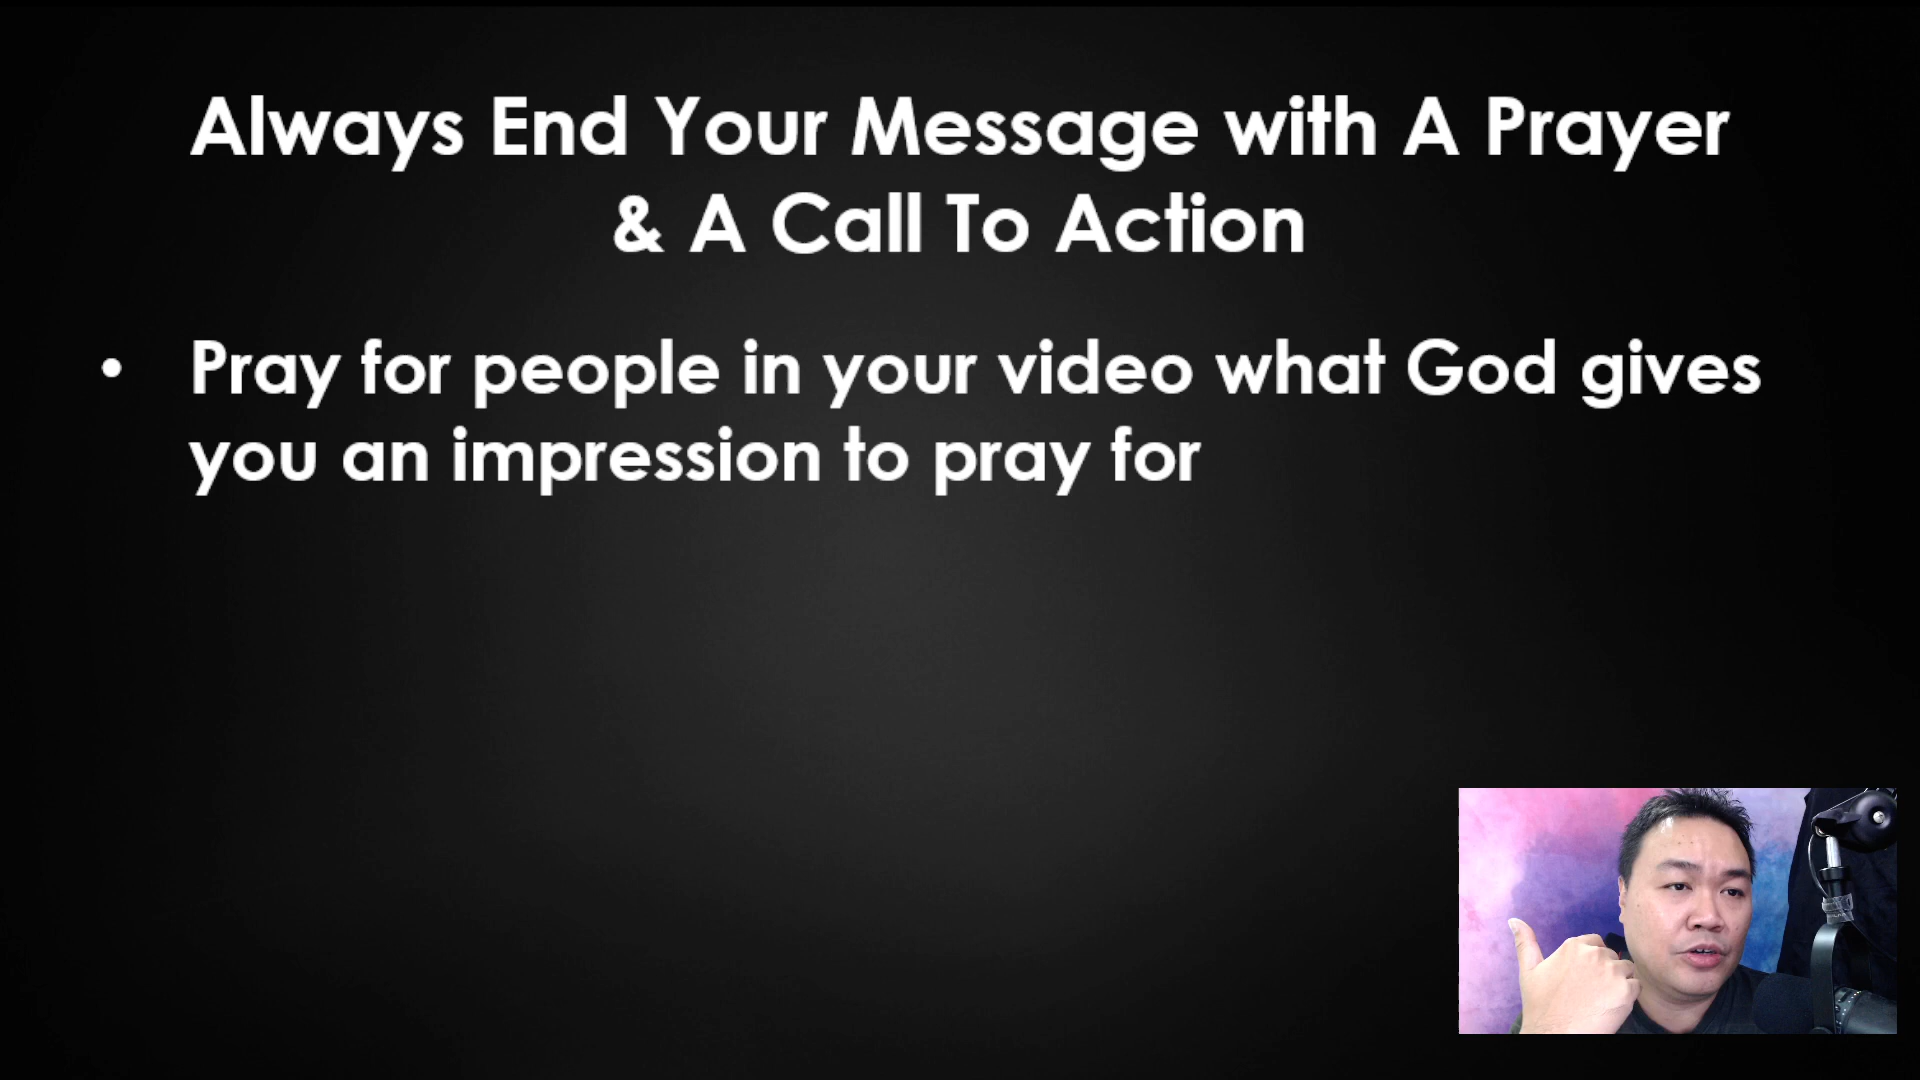 Always End Your Message with A Prayer
& A Call To Action
• Pray for people in your video what God gives
you an impression to pray for